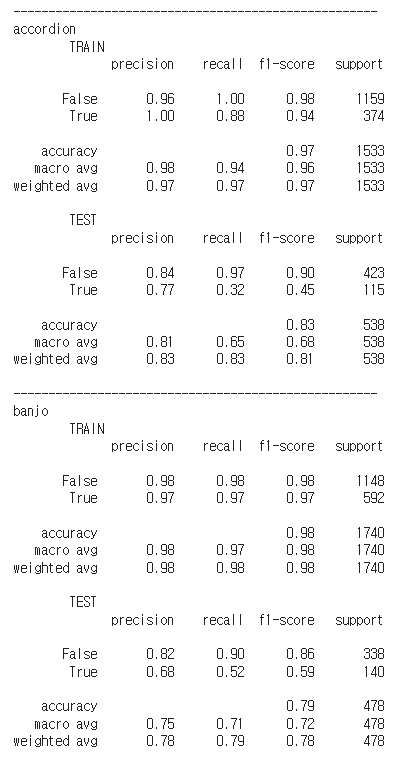 ----------------------------------------------------
accordion
        TRAIN
              precision    recall  f1-score   support

       False       0.96      1.00      0.98      1159
        True       1.00      0.88      0.94       374

    accuracy                           0.97      1533
   macro avg       0.98      0.94      0.96      1533
weighted avg       0.97      0.97      0.97      1533

        TEST
              precision    recall  f1-score   support

       False       0.84      0.97      0.90       423
        True       0.77      0.32      0.45       115

    accuracy                           0.83       538
   macro avg       0.81      0.65      0.68       538
weighted avg       0.83      0.83      0.81       538

----------------------------------------------------
banjo
        TRAIN
              precision    recall  f1-score   support

       False       0.98      0.98      0.98      1148
        True       0.97      0.97      0.97       592

    accuracy                           0.98      1740
   macro avg       0.98      0.97      0.98      1740
weighted avg       0.98      0.98      0.98      1740

        TEST
              precision    recall  f1-score   support

       False       0.82      0.90      0.86       338
        True       0.68      0.52      0.59       140

    accuracy                           0.79       478
   macro avg       0.75      0.71      0.72       478
weighted avg       0.78      0.79      0.78       478